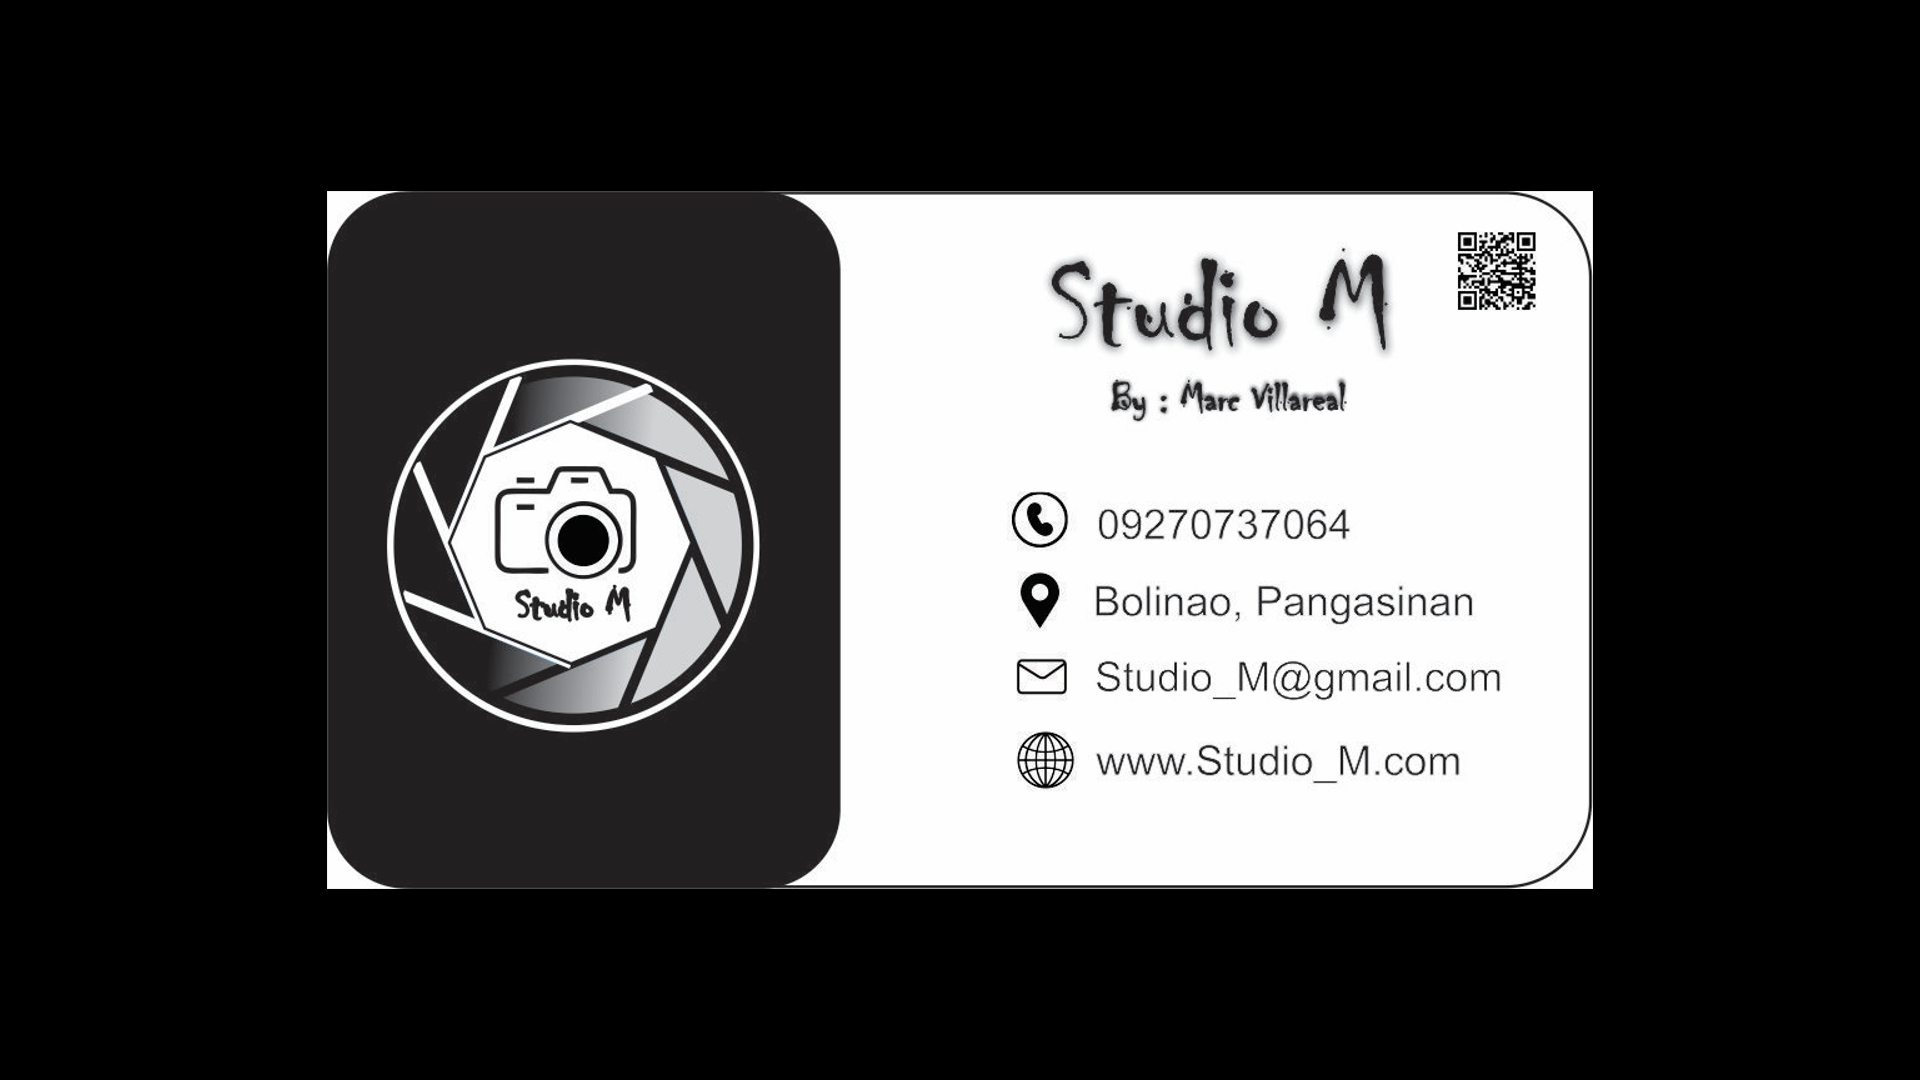 Studio M
Studio M
By : Marc Villareal
09270737064
Bolinao, Pangasinan
Studio_M@gmail.com
www.Studio_M.com